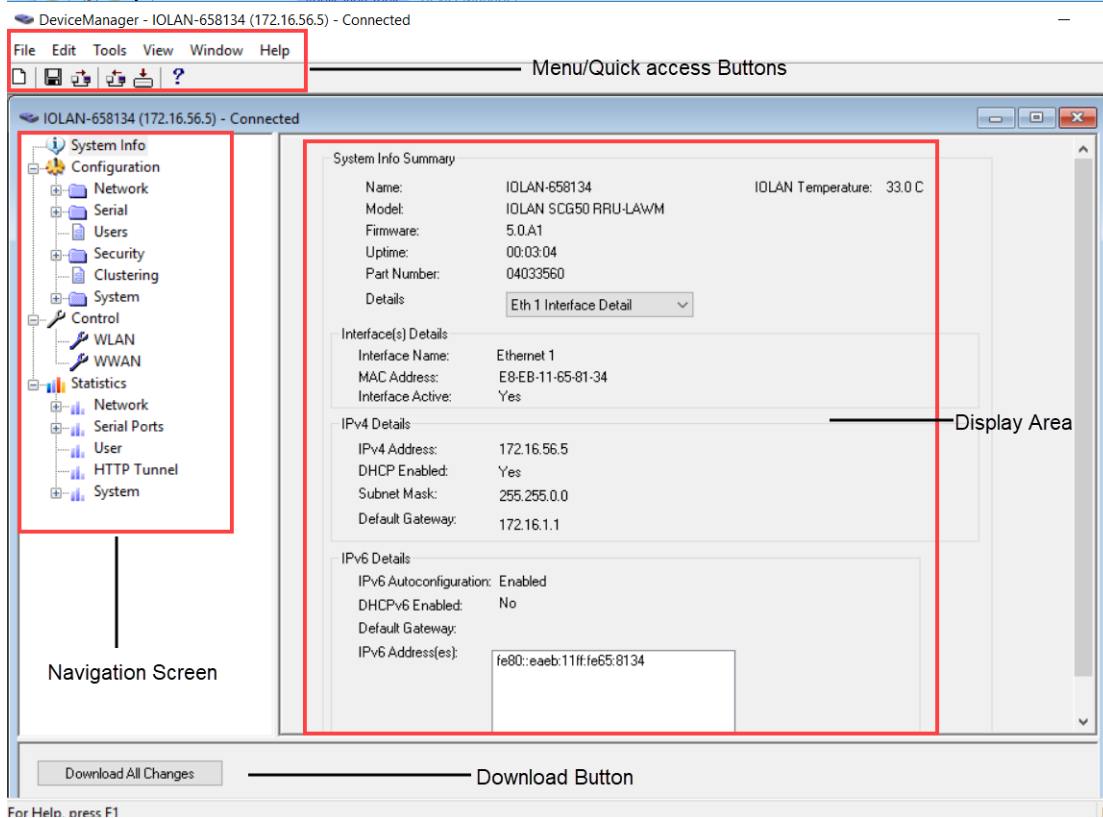 DeviceManager - IOLAN-658134 (172.16.56.5) - Connected
File Edit Tools View Window Help
Menu/Quick access Buttons
IOLAN-658134 (172.16.56.5) - Connected
System Info
Configuration
Network
Serial
Users
Security
Clustering
System
Control
WLAN
WWAN
Statistics
Network
Serial Ports
User
HTTP Tunnel
System
Navigation Screen
System Info Summary
Name: IOLAN-658134 IOLAN Temperature: 33.0 C
Model: IOLAN SCG50 RRU-LAWM
Firmware: 5.0.A1
Uptime: 00:03:04
Part Number: 04033560
Details Eth 1 Interface Detail
Interface(s) Details
Interface Name: Ethernet 1
MAC Address: E8-EB-11-65-81-34
Interface Active: Yes
IPv4 Details
IPv4 Address: 172.16.56.5
DHCP Enabled: Yes
Subnet Mask: 255.255.0.0
Default Gateway: 172.16.1.1
Display Area
IPv6 Details
IPv6 Autoconfiguration: Enabled
DHCPv6 Enabled: No
Default Gateway:
IPv6 Address(es): fe80::eaeb:11ff:fe65:8134
Download All Changes
Download Button
For Help, press F1